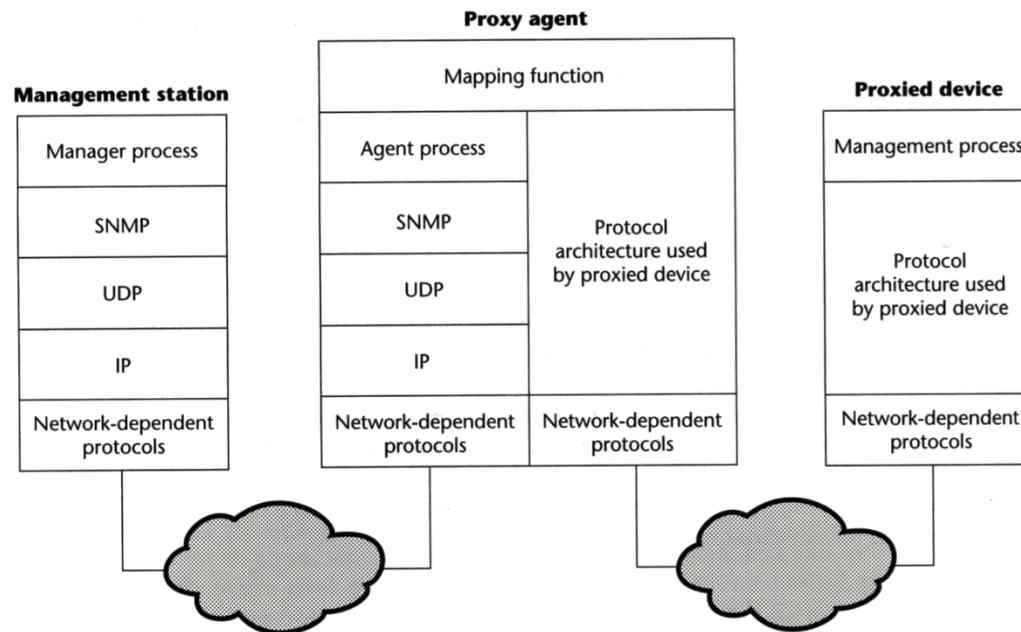 Management station
Manager process
SNMP
UDP
IP
Network-dependent
protocols
Proxy agent
Mapping function
Agent process
SNMP
UDP
IP
Network-dependent
protocols
Protocol
architecture used
by proxied device
Network-dependent
protocols
Proxied device
Management process
Protocol
architecture used
by proxied device
Network-dependent
protocols